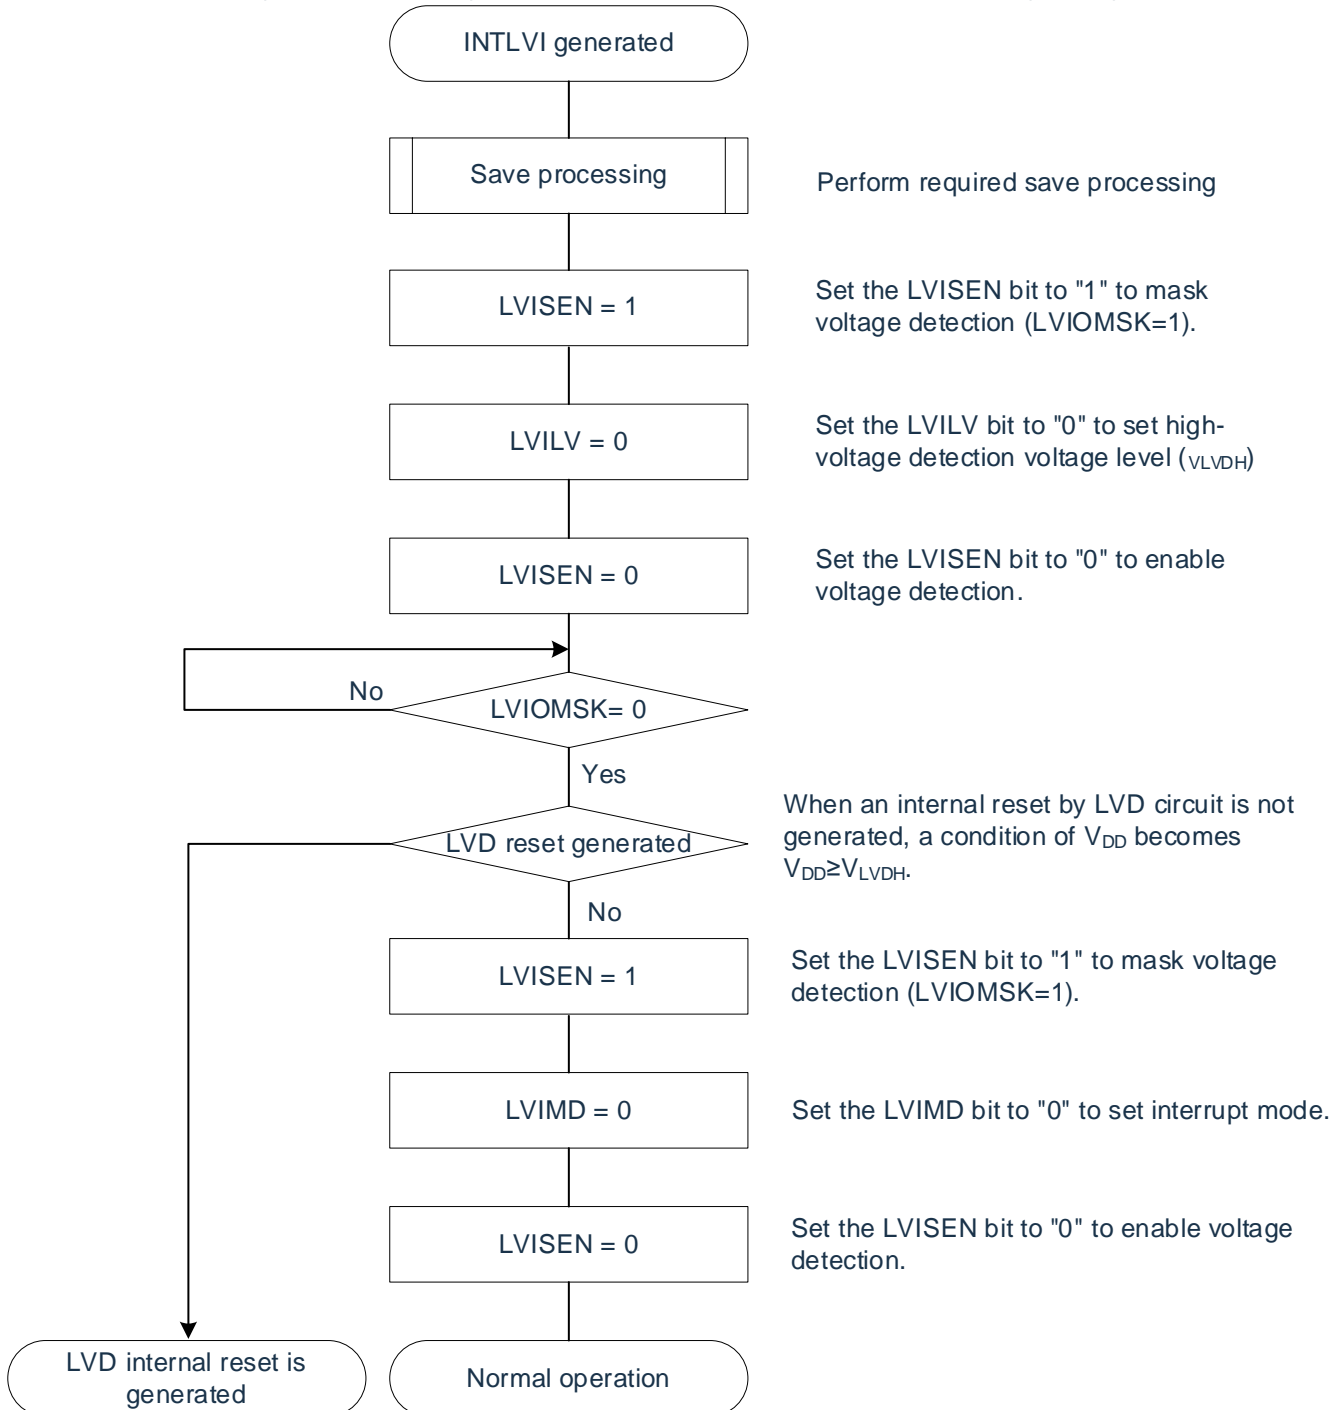 INTLVI generated
Save processing
Perform required save processing
LVISEN = 1
Set the LVISEN bit to "1" to mask
voltage detection (LVIOMSK=1).
LVILV = 0
Set the LVILV bit to "0" to set high-
voltage detection voltage level (VLVDH)
LVISEN = 0
Set the LVISEN bit to "0" to enable
voltage detection.
No
LVIOMSK= 0
Yes
LVD reset generated
When an internal reset by LVD circuit is not
generated, a condition of VDD becomes
VDD≥VLVDH.
No
LVISEN = 1
Set the LVISEN bit to "1" to mask voltage
detection (LVIOMSK=1).
LVIMD = 0
Set the LVIMD bit to "0" to set interrupt mode.
LVISEN = 0
Set the LVISEN bit to "0" to enable voltage
detection.
LVD internal reset is
generated
Normal operation